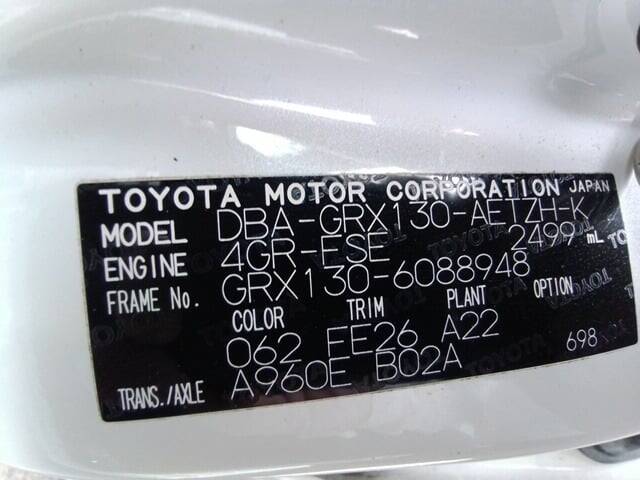 TOYOTA MOTOR CORPORATION JAPAN
MODEL DBA-GRX130-AETZH-K
ENGINE 4GR-FSE 2499 mL
FRAME No. GRX130-6088948
COLOR TRIM PLANT OPTION
062 FE26 A22
TRANS./AXLE A960E B02A 698